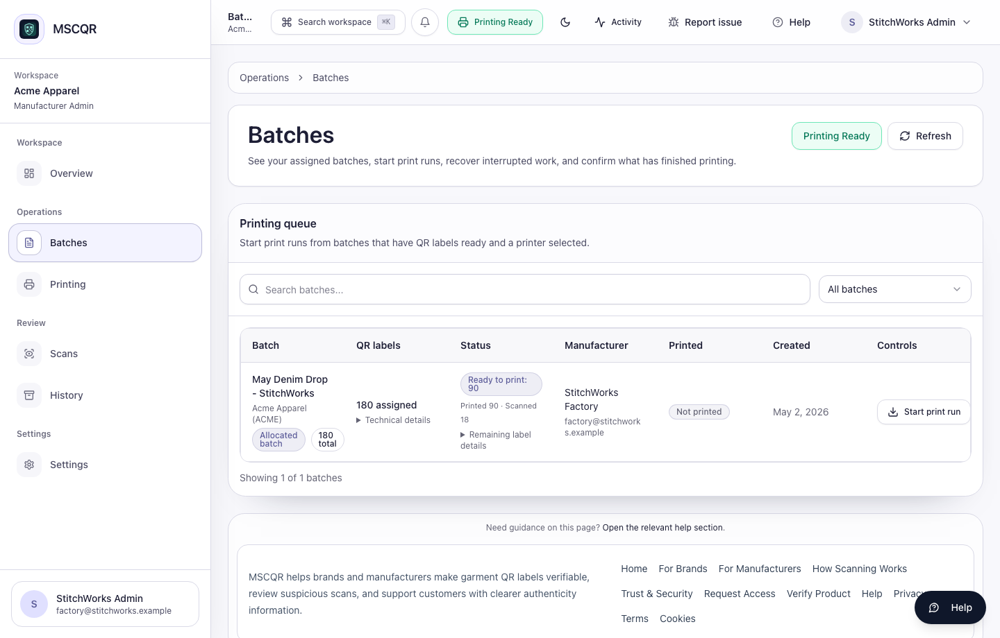 MSCQR
Workspace
Acme Apparel
Manufacturer Admin
Workspace
Overview
Operations
Batches
Printing
Review
Scans
History
Settings
Settings
S
StitchWorks Admin
factory@stitchworks.example
Bat...
Acm...
Search workspace ⌘K
Printing Ready
Activity
Report issue
Help
S StitchWorks Admin
Operations > Batches
Batches
See your assigned batches, start print runs, recover interrupted work, and confirm what has finished printing.
Printing Ready
Refresh
Printing queue
Start print runs from batches that have QR labels ready and a printer selected.
Search batches...
All batches
Batch QR labels Status Manufacturer Printed Created Controls
May Denim Drop
- StitchWorks
Acme Apparel
(ACME)
Allocated
batch
180
total
180 assigned
Technical details
Ready to print:
90
Printed 90 · Scanned
18
Remaining label
details
StitchWorks
Factory
factory@stitchwork
s.example
Not printed
May 2, 2026
Start print run
Showing 1 of 1 batches
Need guidance on this page? Open the relevant help section.
MSCQR helps brands and manufacturers make garment QR labels verifiable,
review suspicious scans, and support customers with clearer authenticity
information.
Home For Brands For Manufacturers How Scanning Works
Trust & Security Request Access Verify Product Help Privacy
Terms Cookies
Help